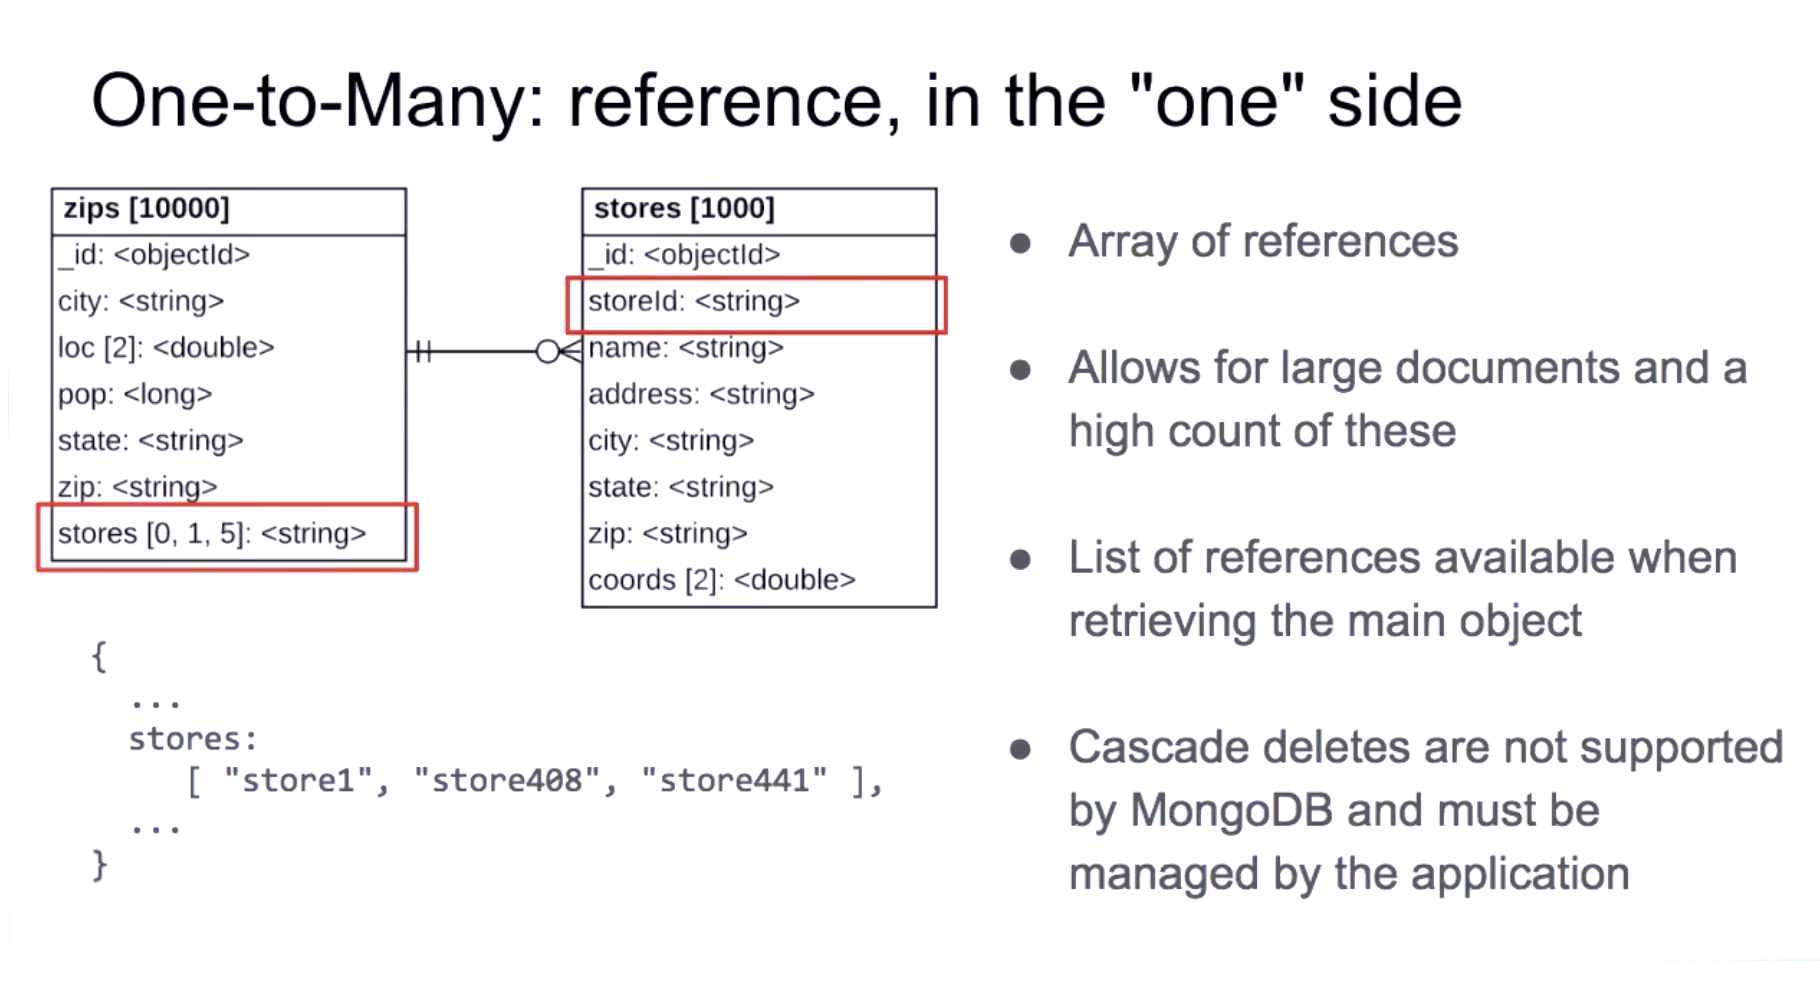 One-to-Many: reference, in the "one" side
zips [10000]
_id: <objectId>
city: <string>
loc [2]: <double>
pop: <long>
state: <string>
zip: <string>
stores [0, 1, 5]: <string>
stores [1000]
_id: <objectId>
storeId: <string>
name: <string>
address: <string>
city: <string>
state: <string>
zip: <string>
coords [2]: <double>
{
...
stores:
[ "store1", "store408", "store441" ],
...
}
● Array of references
● Allows for large documents and a
high count of these
● List of references available when
retrieving the main object
● Cascade deletes are not supported
by MongoDB and must be
managed by the application